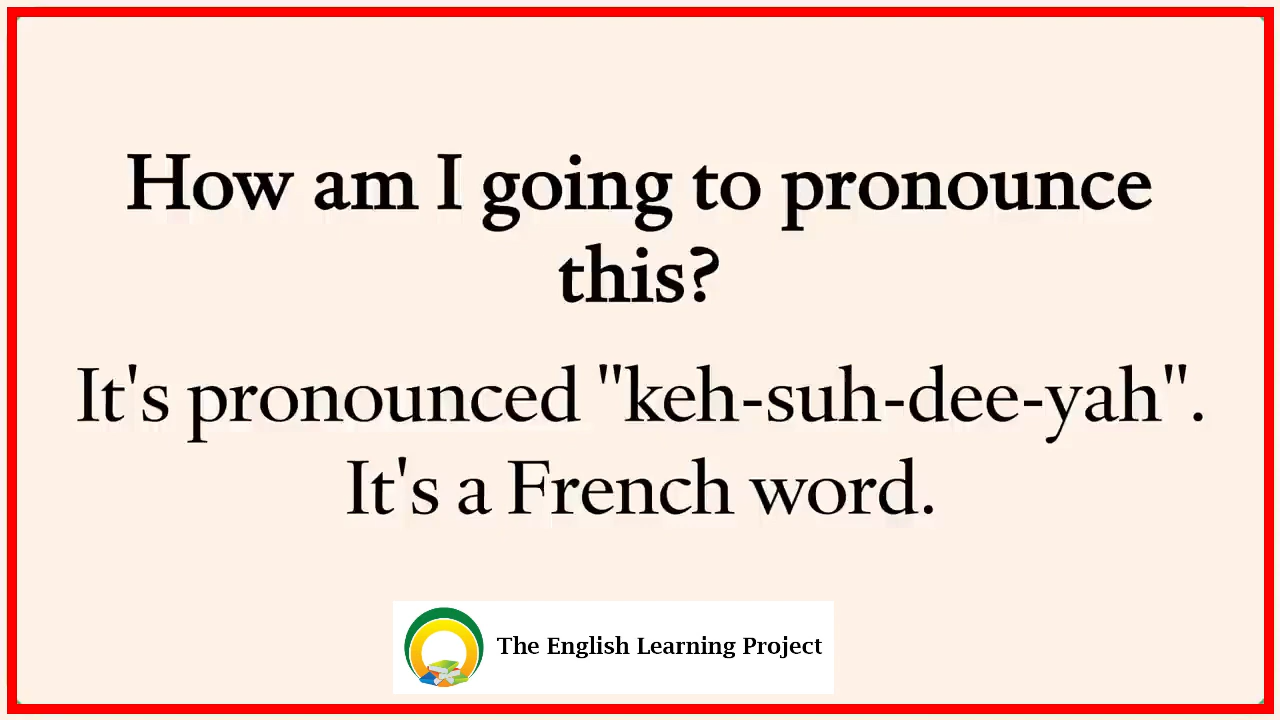 How am I going to pronounce
this?
It's pronounced "keh-suh-dee-yah".
It's a French word.
The English Learning Project